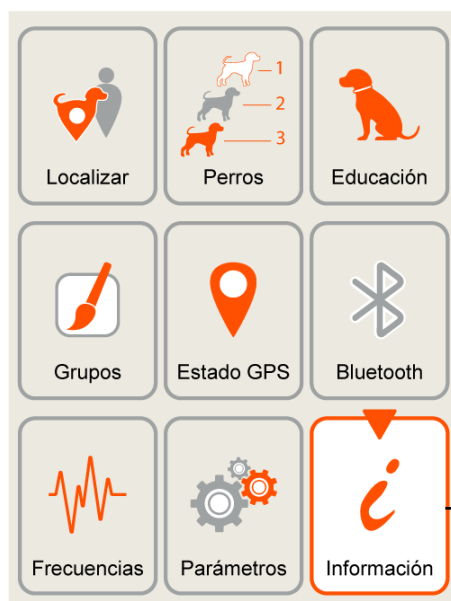 1
2
3
Localizar
Perros
Educación
Grupos
Estado GPS
Bluetooth
i
Frecuencias
Parámetros
Información